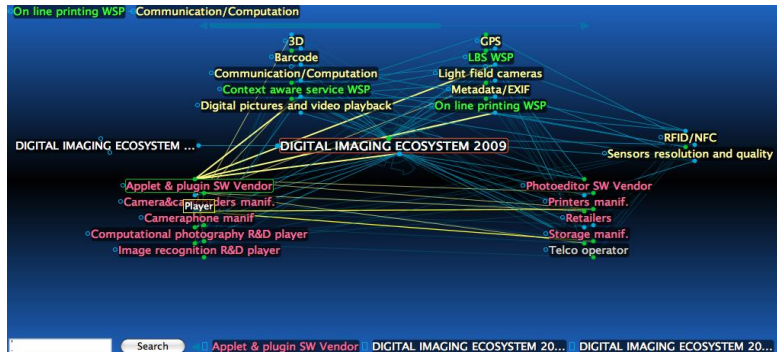 On line printing WSP Communication/Computation
3D GPS
Barcode LBS WSP
Communication/Computation Light field cameras
Context aware service WSP Metadata/EXIF
Digital pictures and video playback On line printing WSP
RFID/NFC
DIGITAL IMAGING ECOSYSTEM ... DIGITAL IMAGING ECOSYSTEM 2009
Sensors resolution and quality
Applet & plugin SW Vendor Photoeditor SW Vendor
Camera&ca ders manif. Printers manif.
Player
Cameraphone manif Retailers
Computational photography R&D player Storage manif.
Image recognition R&D player Telco operator
Search Applet & plugin SW Vendor DIGITAL IMAGING ECOSYSTEM 20... DIGITAL IMAGING ECOSYSTEM 20...